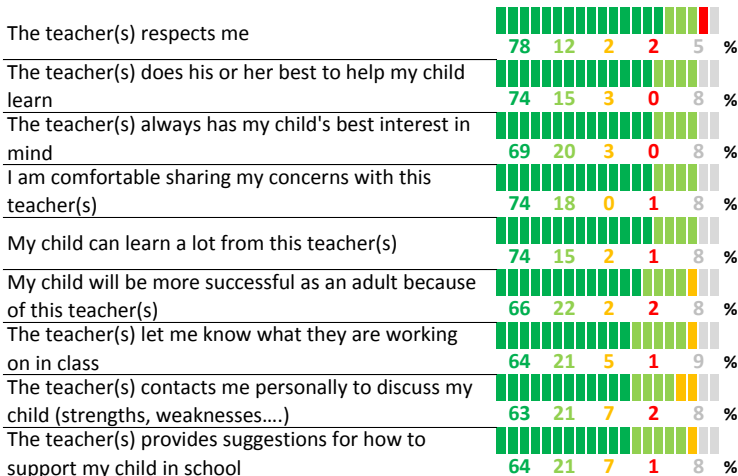 The teacher(s) respects me
78 12 2 2 5 %
The teacher(s) does his or her best to help my child
learn
74 15 3 0 8 %
The teacher(s) always has my child's best interest in
mind
69 20 3 0 8 %
I am comfortable sharing my concerns with this
teacher(s)
74 18 0 1 8 %
My child can learn a lot from this teacher(s)
74 15 2 1 8 %
My child will be more successful as an adult because
of this teacher(s)
66 22 2 2 8 %
The teacher(s) let me know what they are working
on in class
64 21 5 1 9 %
The teacher(s) contacts me personally to discuss my
child (strengths, weaknesses....)
63 21 7 2 8 %
The teacher(s) provides suggestions for how to
support my child in school
64 21 7 1 8 %